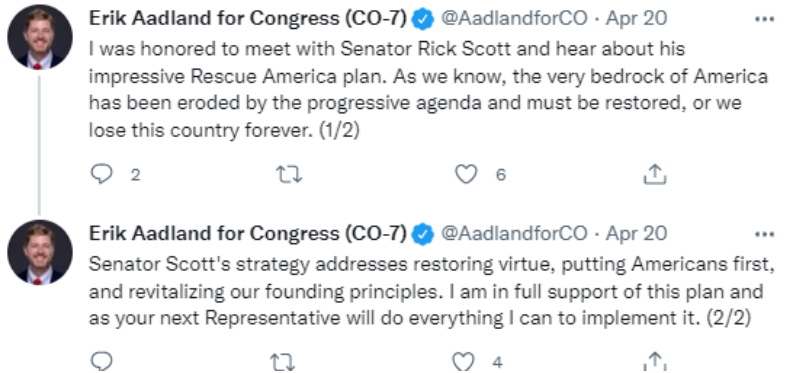 Erik Aadland for Congress (CO-7) @AadlandforCO · Apr 20
I was honored to meet with Senator Rick Scott and hear about his
impressive Rescue America plan. As we know, the very bedrock of America
has been eroded by the progressive agenda and must be restored, or we
lose this country forever. (1/2)
2 6
Erik Aadland for Congress (CO-7) @AadlandforCO · Apr 20
Senator Scott's strategy addresses restoring virtue, putting Americans first,
and revitalizing our founding principles. I am in full support of this plan and
as your next Representative will do everything I can to implement it. (2/2)
4